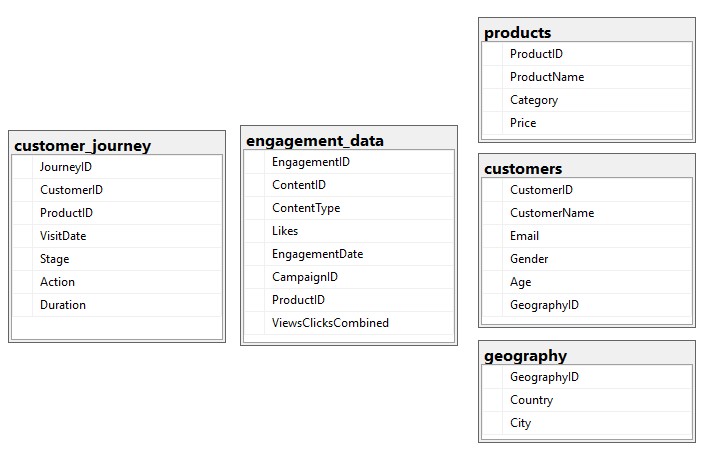 customer_journey
JourneyID
CustomerID
ProductID
VisitDate
Stage
Action
Duration
engagement_data
EngagementID
ContentID
ContentType
Likes
EngagementDate
CampaignID
ProductID
ViewsClicksCombined
products
ProductID
ProductName
Category
Price
customers
CustomerID
CustomerName
Email
Gender
Age
GeographyID
geography
GeographyID
Country
City